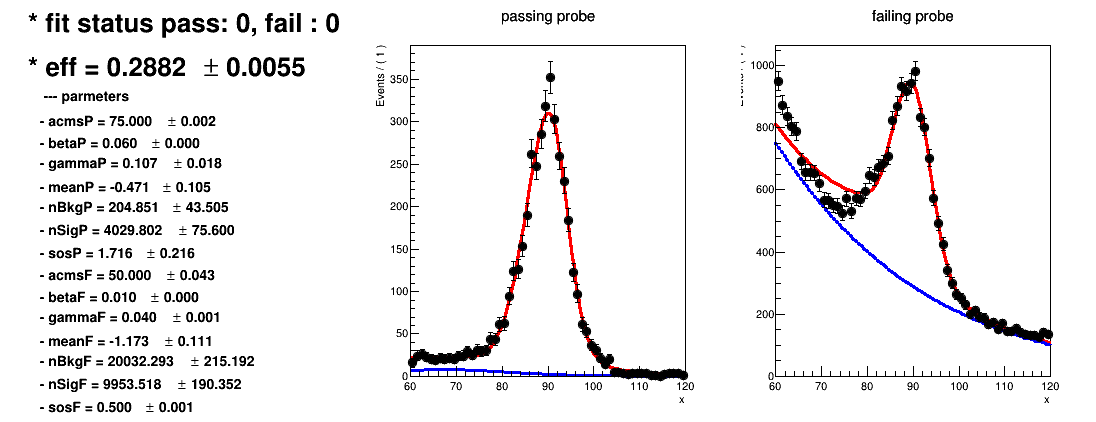 * fit status pass: 0, fail : 0
* eff = 0.2882 ± 0.0055
--- parmeters
- acmsP = 75.000 ± 0.002
- betaP = 0.060 ± 0.000
- gammaP = 0.107 ± 0.018
- meanP = -0.471 ± 0.105
- nBkgP = 204.851 ± 43.505
- nSigP = 4029.802 ± 75.600
- sosP = 1.716 ± 0.216
- acmsF = 50.000 ± 0.043
- betaF = 0.010 ± 0.000
- gammaF = 0.040 ± 0.001
- meanF = -1.173 ± 0.111
- nBkgF = 20032.293 ± 215.192
- nSigF = 9953.518 ± 190.352
- sosF = 0.500 ± 0.001
passing probe
Events / ( 1 )
350
300
250
200
150
100
50
0
60 70 80 90 100 110 120
x
failing probe
1000
800
600
400
200
0
60 70 80 90 100 110 120
x